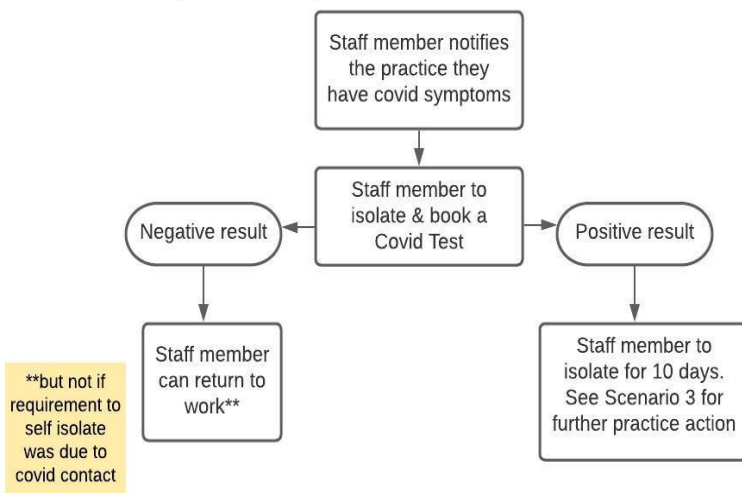 Staff member notifies
the practice they
have covid symptoms
Staff member to
isolate & book a
Covid Test
Negative result
Positive result
Staff member
can return to
work**
Staff member to
isolate for 10 days.
See Scenario 3 for
further practice action
**but not if
requirement to
self isolate
was due to
covid contact